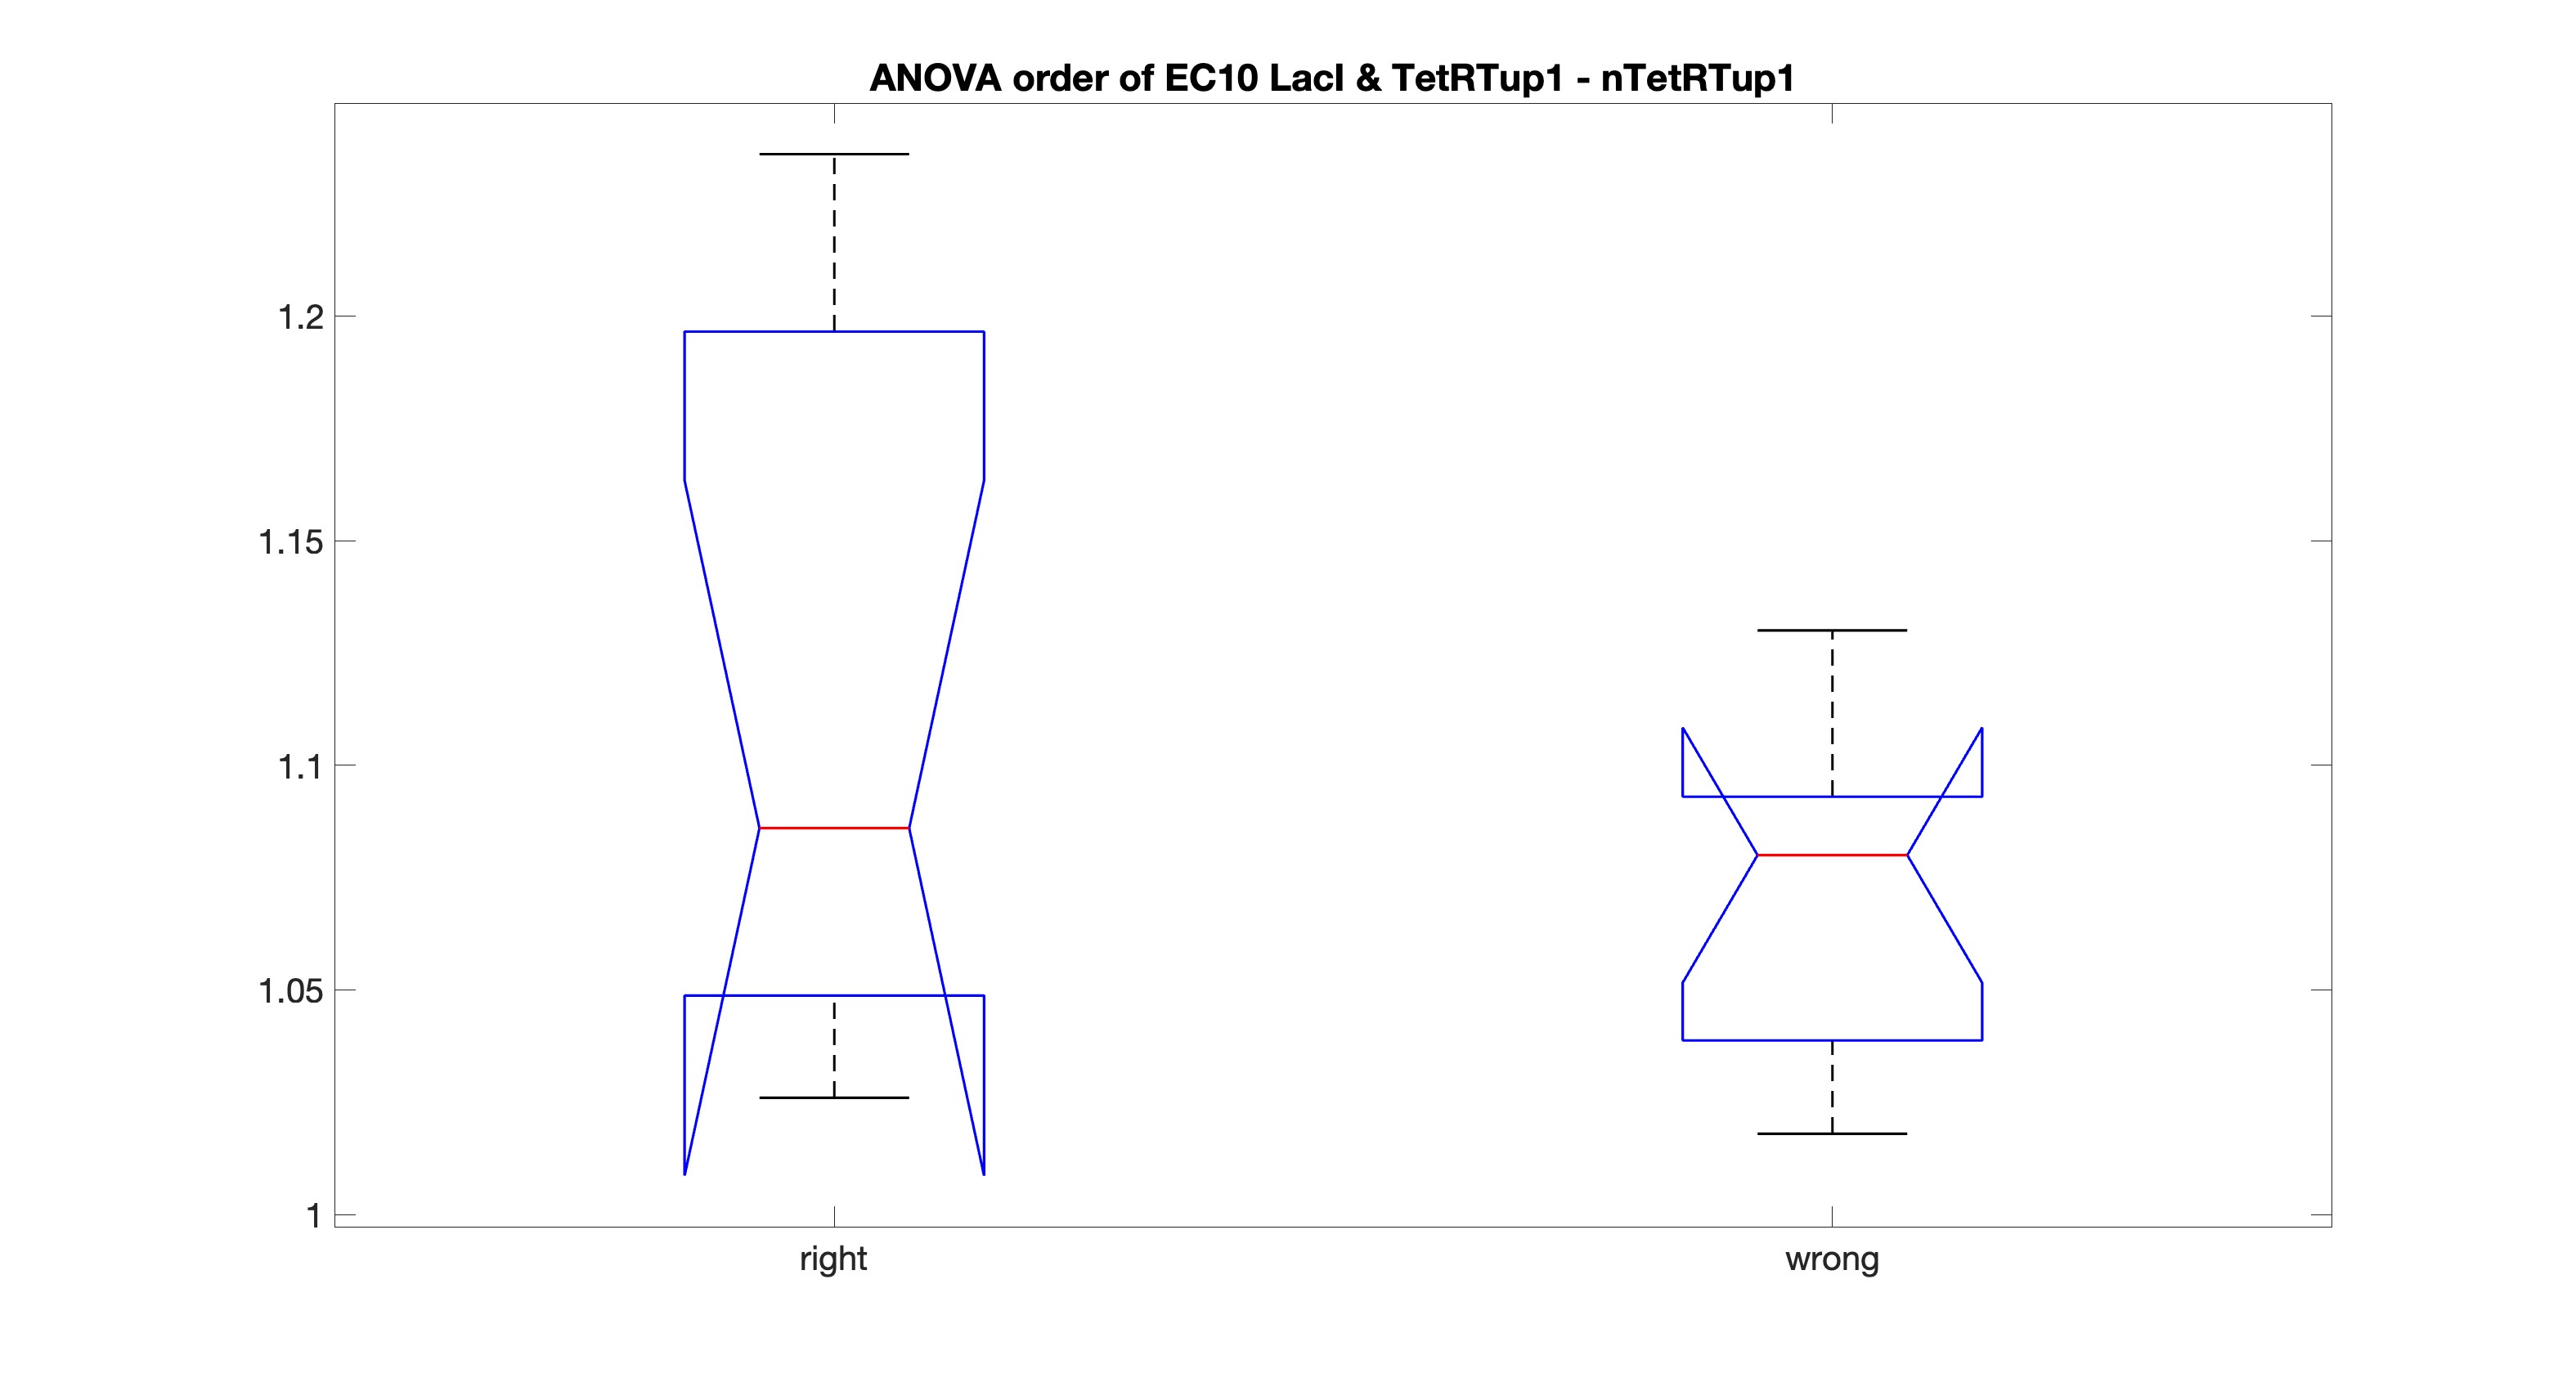 ANOVA order of EC10 LacI & TetRTup1 - nTetRTup1
1.2
1.15
1.1
1.05
1
right
wrong